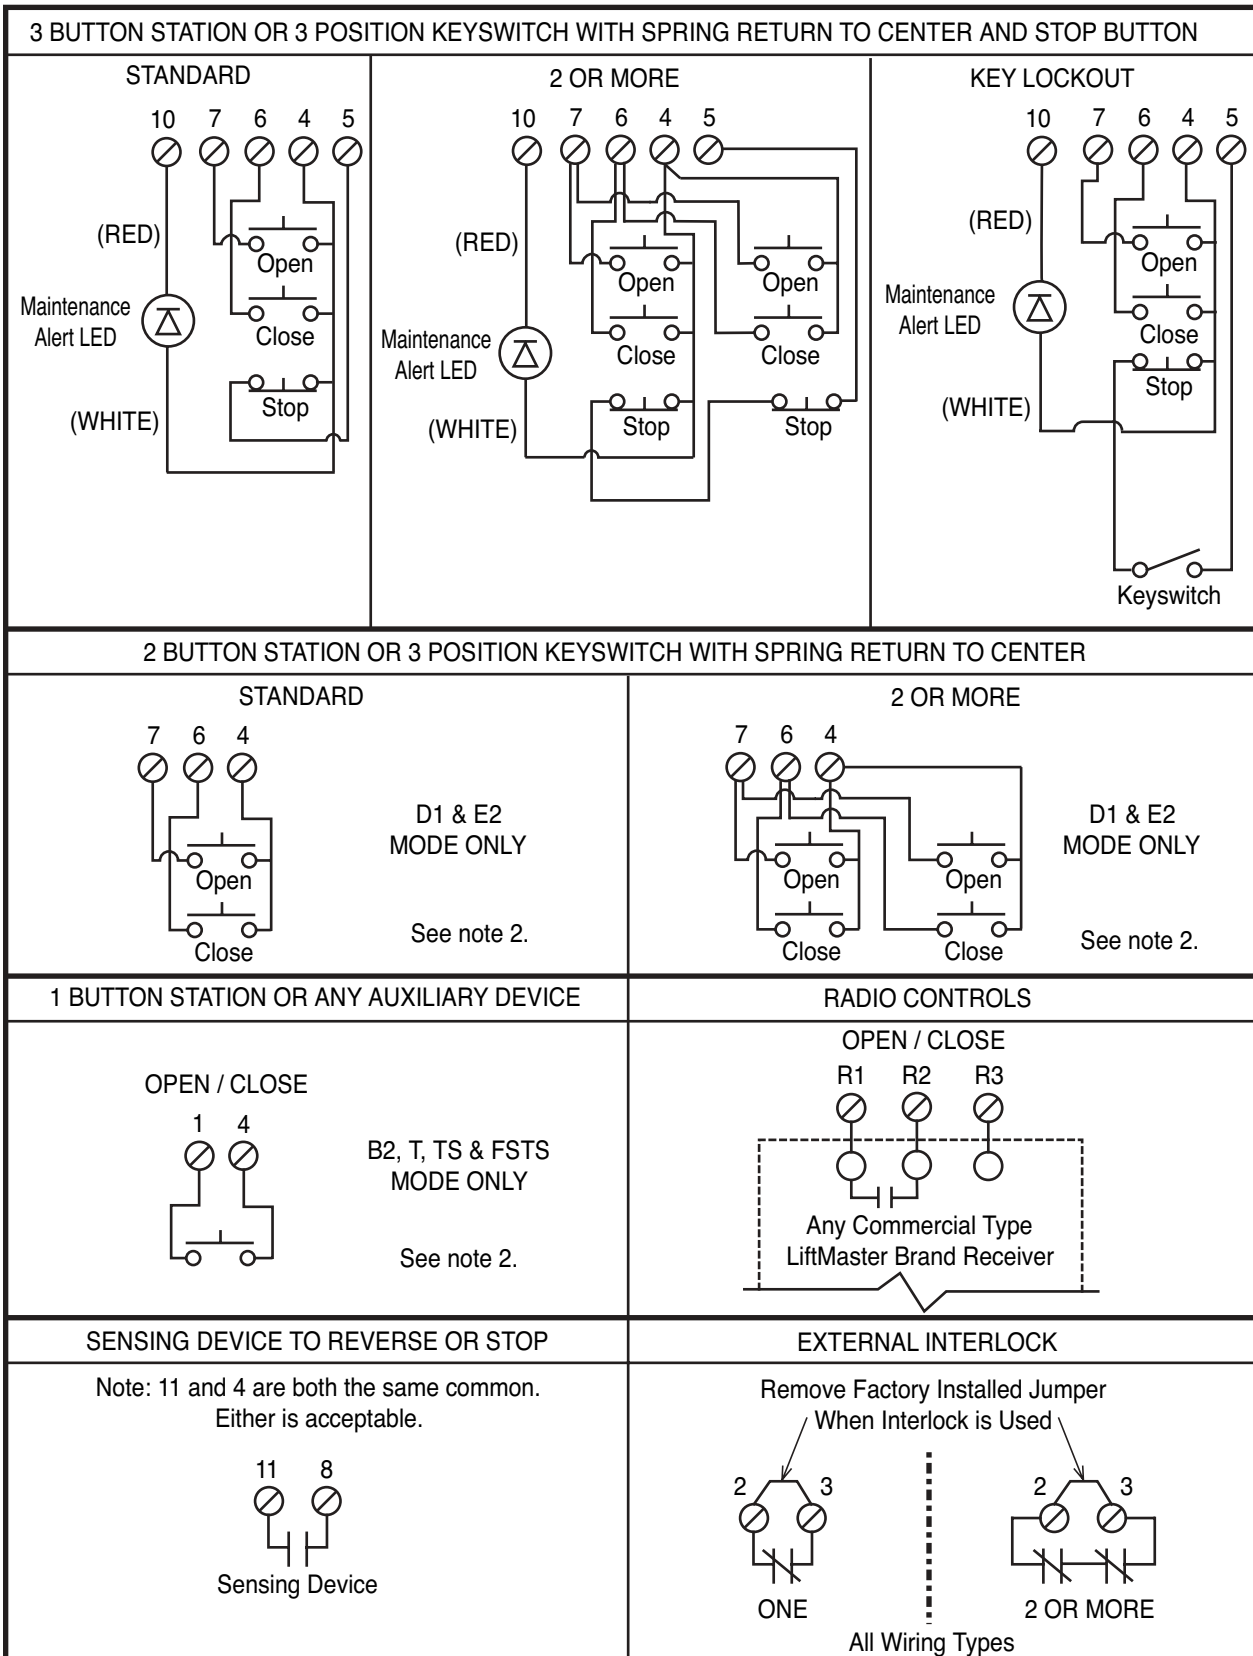 3 BUTTON STATION OR 3 POSITION KEYSWITCH WITH SPRING RETURN TO CENTER AND STOP BUTTON
STANDARD
10 7 6 4 5
(RED)
Open
Maintenance
Alert LED
Close
Stop
(WHITE)
2 OR MORE
10 7 6 4 5
(RED)
Open Open
Maintenance
Alert LED
Close Close
(WHITE)
Stop Stop
KEY LOCKOUT
10 7 6 4 5
(RED)
Open
Maintenance
Alert LED
Close
Stop
(WHITE)
Keyswitch
2 BUTTON STATION OR 3 POSITION KEYSWITCH WITH SPRING RETURN TO CENTER
STANDARD
7 6 4
D1 & E2
MODE ONLY
Open
Close
See note 2.
2 OR MORE
7 6 4
D1 & E2
MODE ONLY
Open Open
Close Close
See note 2.
1 BUTTON STATION OR ANY AUXILIARY DEVICE
OPEN / CLOSE
1 4
B2, T, TS & FSTS
MODE ONLY
See note 2.
RADIO CONTROLS
OPEN / CLOSE
R1 R2 R3
Any Commercial Type
LiftMaster Brand Receiver
SENSING DEVICE TO REVERSE OR STOP
Note: 11 and 4 are both the same common.
Either is acceptable.
11 8
Sensing Device
EXTERNAL INTERLOCK
Remove Factory Installed Jumper
When Interlock is Used
2 3
ONE
2 3
2 OR MORE
All Wiring Types